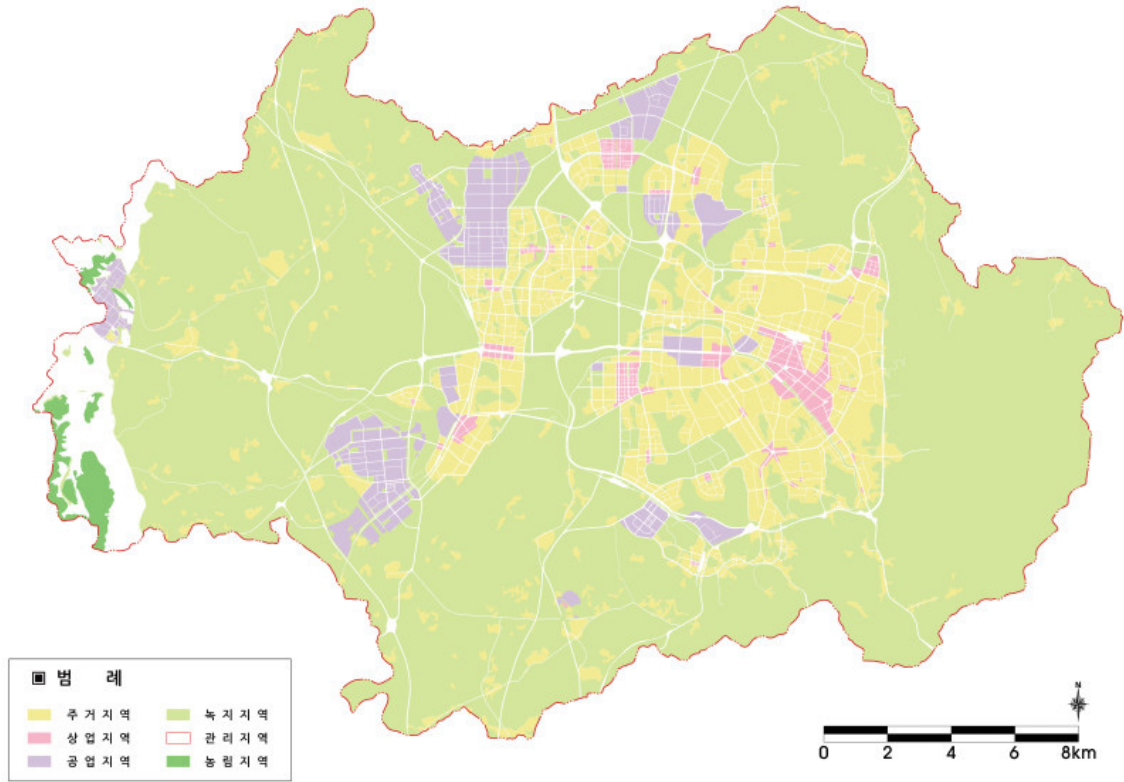 ▣ 범 례
주 거 지 역 녹 지 지 역
상 업 지 역 관 리 지 역
공 업 지 역 농 림 지 역
N
0 2 4 6 8km